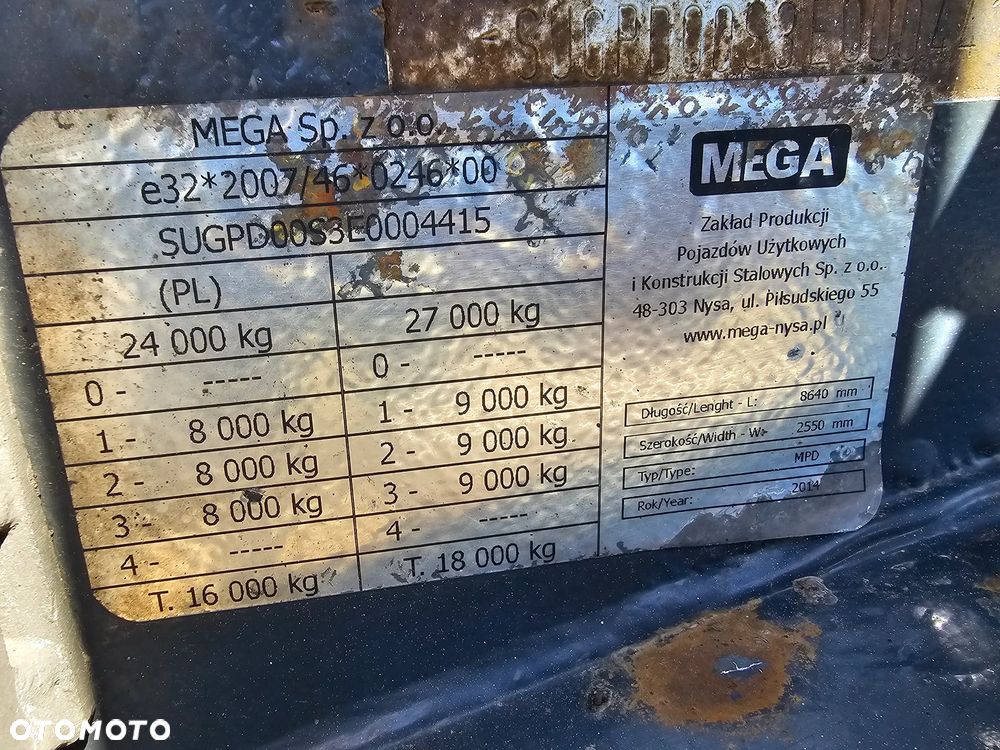 SUGPD00S3E00044
MEGA Sp. z o.o.
e32*2007/46*0246*00
SUGPD00S3E0004415
(PL)
24 000 kg 27 000 kg
0 - ----- 0 - -----
1 - 8 000 kg 1 - 9 000 kg
2 - 8 000 kg 2 - 9 000 kg
3 - 8 000 kg 3 - 9 000 kg
4 - ----- 4 - -----
T. 16 000 kg T. 18 000 kg
MEGA
Zakład Produkcji
Pojazdów Użytkowych
i Konstrukcji Stalowych Sp. z o.o.
48-303 Nysa, ul. Piłsudskiego 55
www.mega-nysa.pl
Długość/Lenght - L: 8640 mm
Szerokość/Width - W: 2550 mm
Typ/Type: MPD
Rok/Year: 2014
OTOMOTO